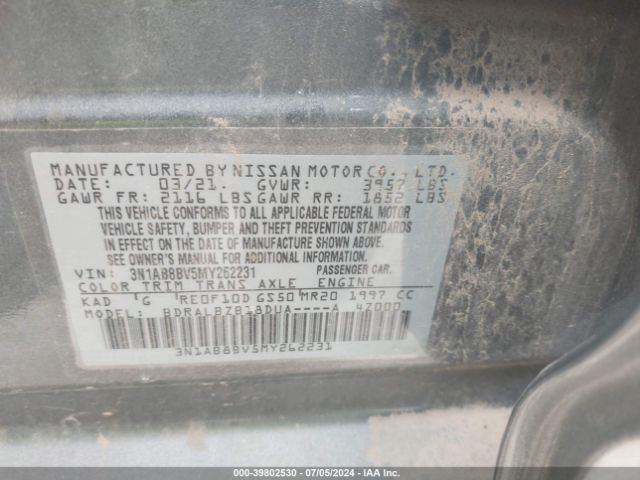 MANUFACTURED BY NISSAN MOTOR CO., LTD.
DATE: 03/21. GVWR: 3957 LBS
GAWR FR: 2116 LBS GAWR RR: 1852 LBS
THIS VEHICLE CONFORMS TO ALL APPLICABLE FEDERAL MOTOR
VEHICLE SAFETY, BUMPER AND THEFT PREVENTION STANDARDS
IN EFFECT ON THE DATE OF MANUFACTURE SHOWN ABOVE.
SEE OWNER'S MANUAL FOR ADDITIONAL INFORMATION.
VIN: 3N1AB8BV5MY262231 PASSENGER CAR.
COLOR TRIM TRANS AXLE ENGINE
KAD G RE0F10D GS50 MR20 1997 CC
MODEL: BDRALBZB18DUA----A 4Z000
3N1AB8BV5MY262231
000-39802530 - 07/05/2024 - IAA Inc.